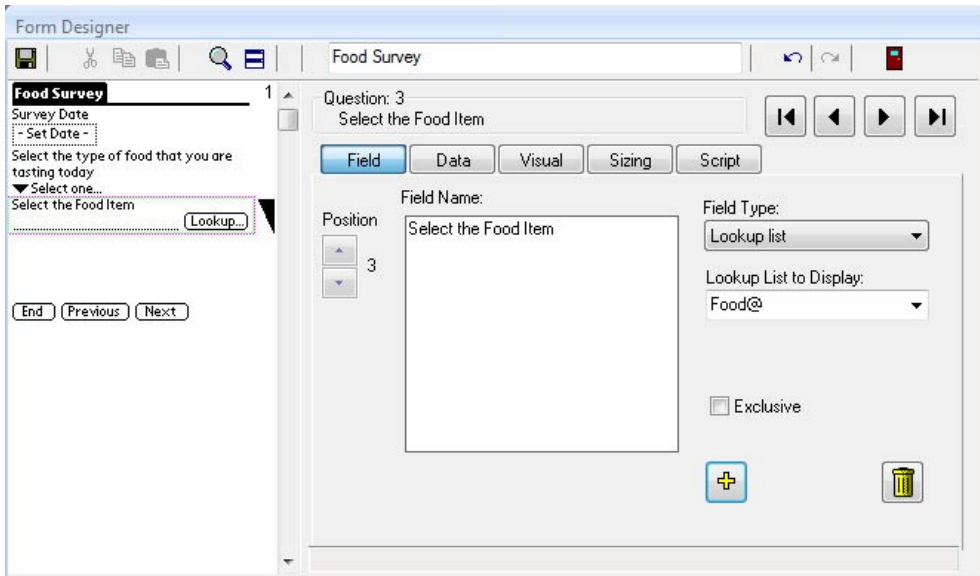 Form Designer
Food Survey
Food Survey 1
Survey Date
- Set Date -
Select the type of food that you are
tasting today
Select one...
Select the Food Item
Lookup...
End Previous Next
Question: 3
Select the Food Item
Field Data Visual Sizing Script
Position
3
Field Name:
Select the Food Item
Field Type:
Lookup list
Lookup List to Display:
Food@
Exclusive